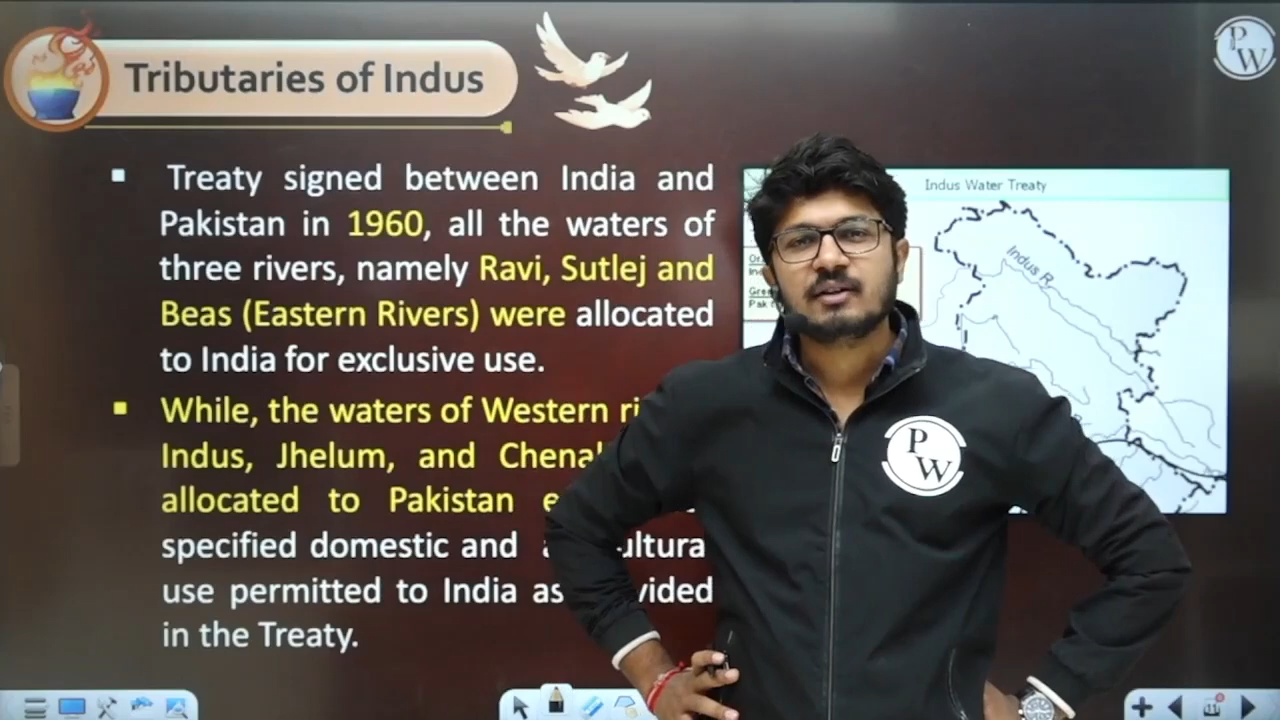 Tributaries of Indus
PW
Treaty signed between India and
Pakistan in 1960, all the waters of
three rivers, namely Ravi, Sutlej and
Beas (Eastern Rivers) were allocated
to India for exclusive use.
While, the waters of Western
Indus, Jhelum, and
allocated to Pakistan
specified domestic and
use permitted to India as
in the Treaty.
Indus Water Treaty
Indus R.
PW